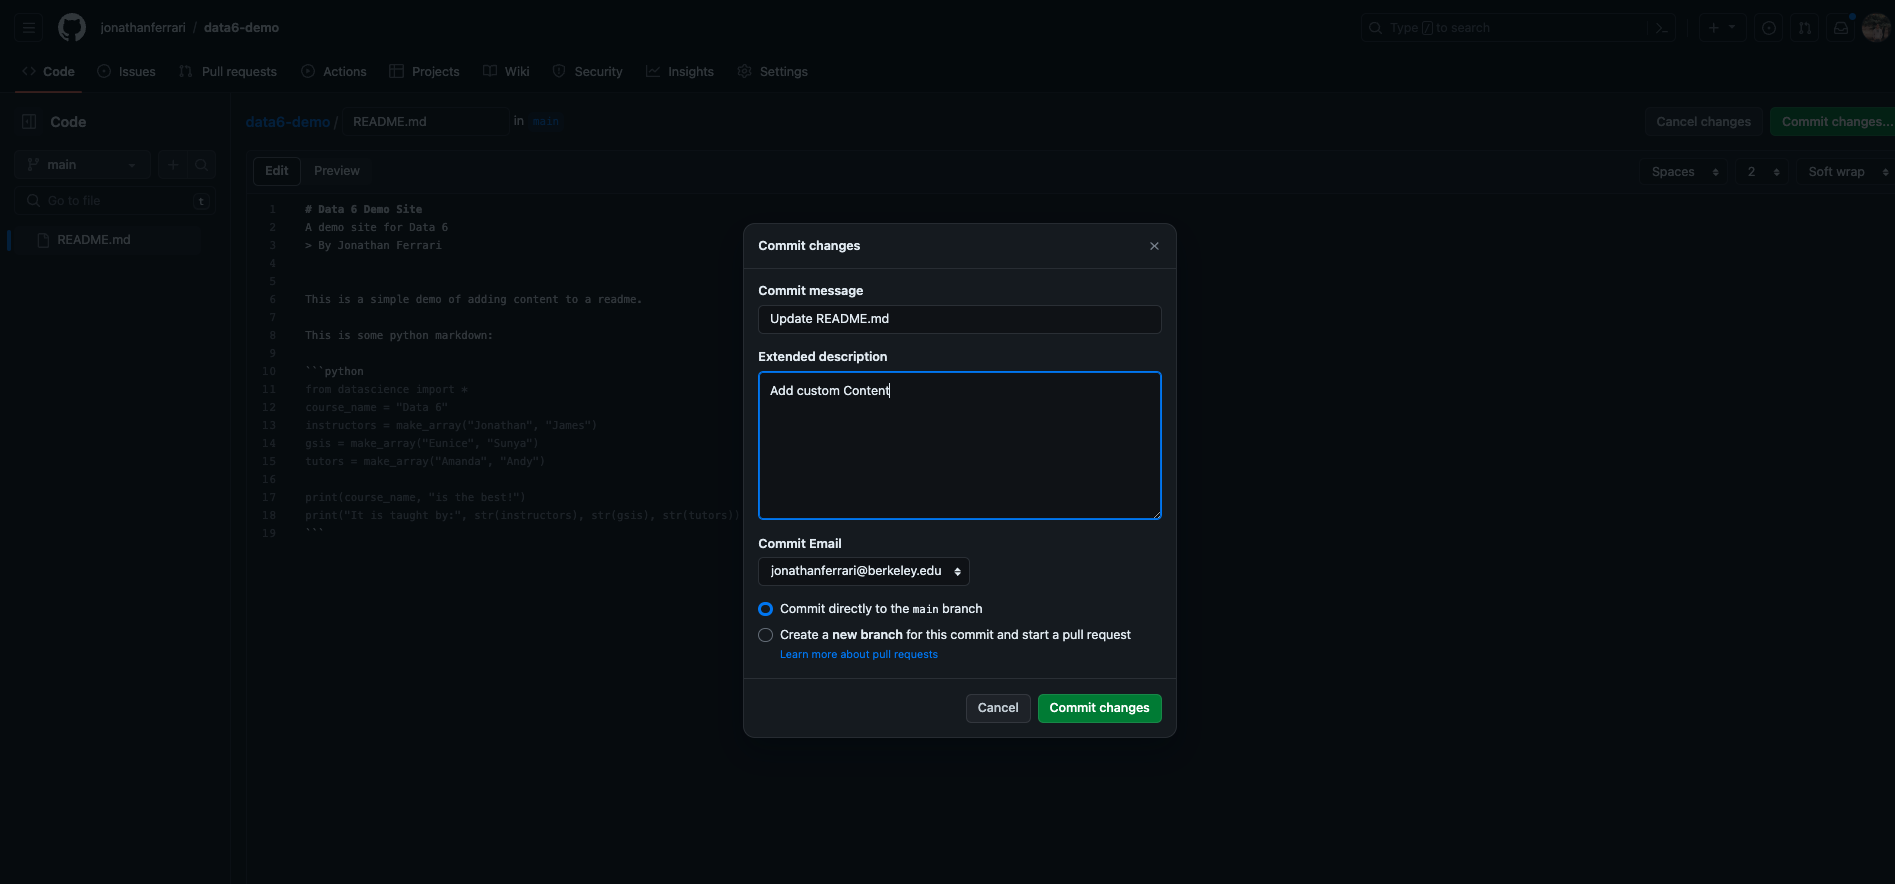 jonathanferrari / data6-demo
Type / to search
Code
Issues
Pull requests
Actions
Projects
Wiki
Security
Insights
Settings
Code
data6-demo / README.md in main
Cancel changes
Commit changes...
main
Edit
Preview
Spaces
2
Soft wrap
Go to file
t
README.md
1 # Data 6 Demo Site
2 A demo site for Data 6
3 > By Jonathan Ferrari
4
5
6 This is a simple demo of adding content to a readme.
7
8 This is some python markdown:
9
10 ```python
11 from datascience import *
12 course_name = "Data 6"
13 instructors = make_array("Jonathan", "James")
14 gsis = make_array("Eunice", "Sunya")
15 tutors = make_array("Amanda", "Andy")
16
17 print(course_name, "is the best!")
18 print("It is taught by:", str(instructors), str(gsis), str(tutors))
19 ```
Commit changes
Commit message
Update README.md
Extended description
Add custom Content
Commit Email
jonathanferrari@berkeley.edu
Commit directly to the main branch
Create a new branch for this commit and start a pull request
Learn more about pull requests
Cancel
Commit changes